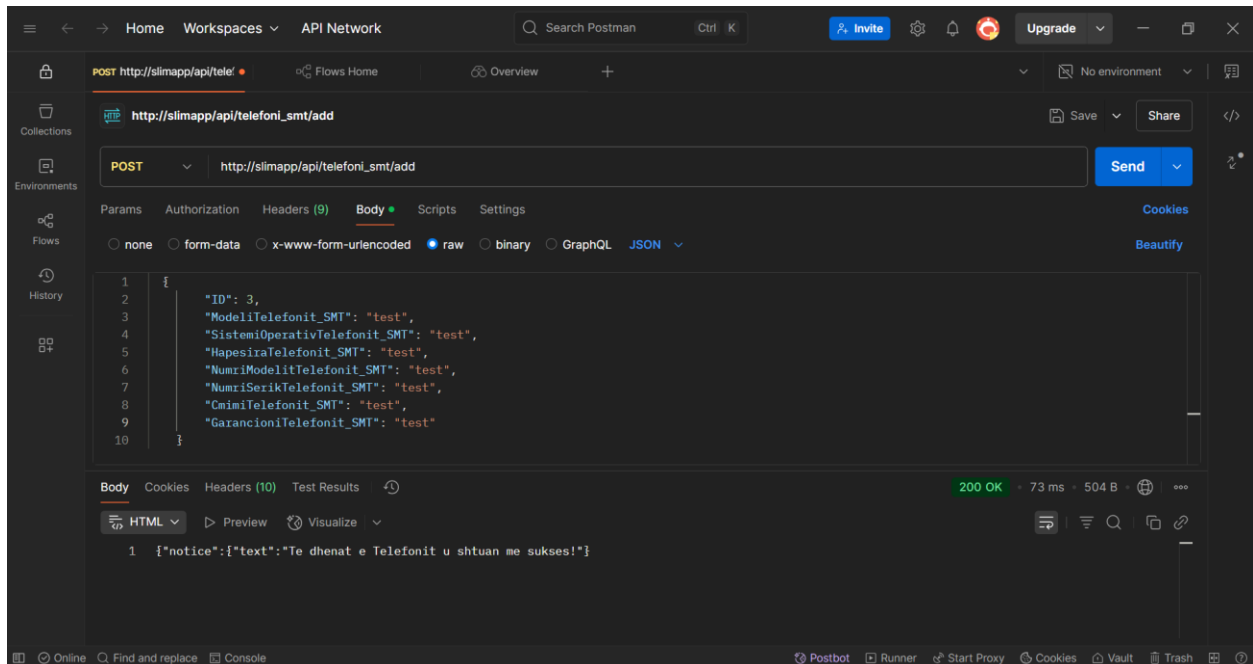 Home Workspaces API Network Search Postman Ctrl K Invite Upgrade
POST http://slimapp/api/tele Flows Home Overview No environment
HTTP http://slimapp/api/telefoni_smt/add Save Share
POST http://slimapp/api/telefoni_smt/add Send
Params Authorization Headers (9) Body Scripts Settings Cookies
none form-data x-www-form-urlencoded raw binary GraphQL JSON Beautify
Collections
Environments
Flows
History
1 {
2 "ID": 3,
3 "ModeliTelefonit_SMT": "test",
4 "SistemiOperativTelefonit_SMT": "test",
5 "HapesiraTelefonit_SMT": "test",
6 "NumriModelitTelefonit_SMT": "test",
7 "NumriSerikTelefonit_SMT": "test",
8 "CmimiTelefonit_SMT": "test",
9 "GarancioniTelefonit_SMT": "test"
10 }
Body Cookies Headers (10) Test Results 200 OK 73 ms 504 B
HTML Preview Visualize
1 {"notice":{"text":"Te dhenat e Telefonit u shtuan me sukses!"}
Online Find and replace Console Postbot Runner Start Proxy Cookies Vault Trash